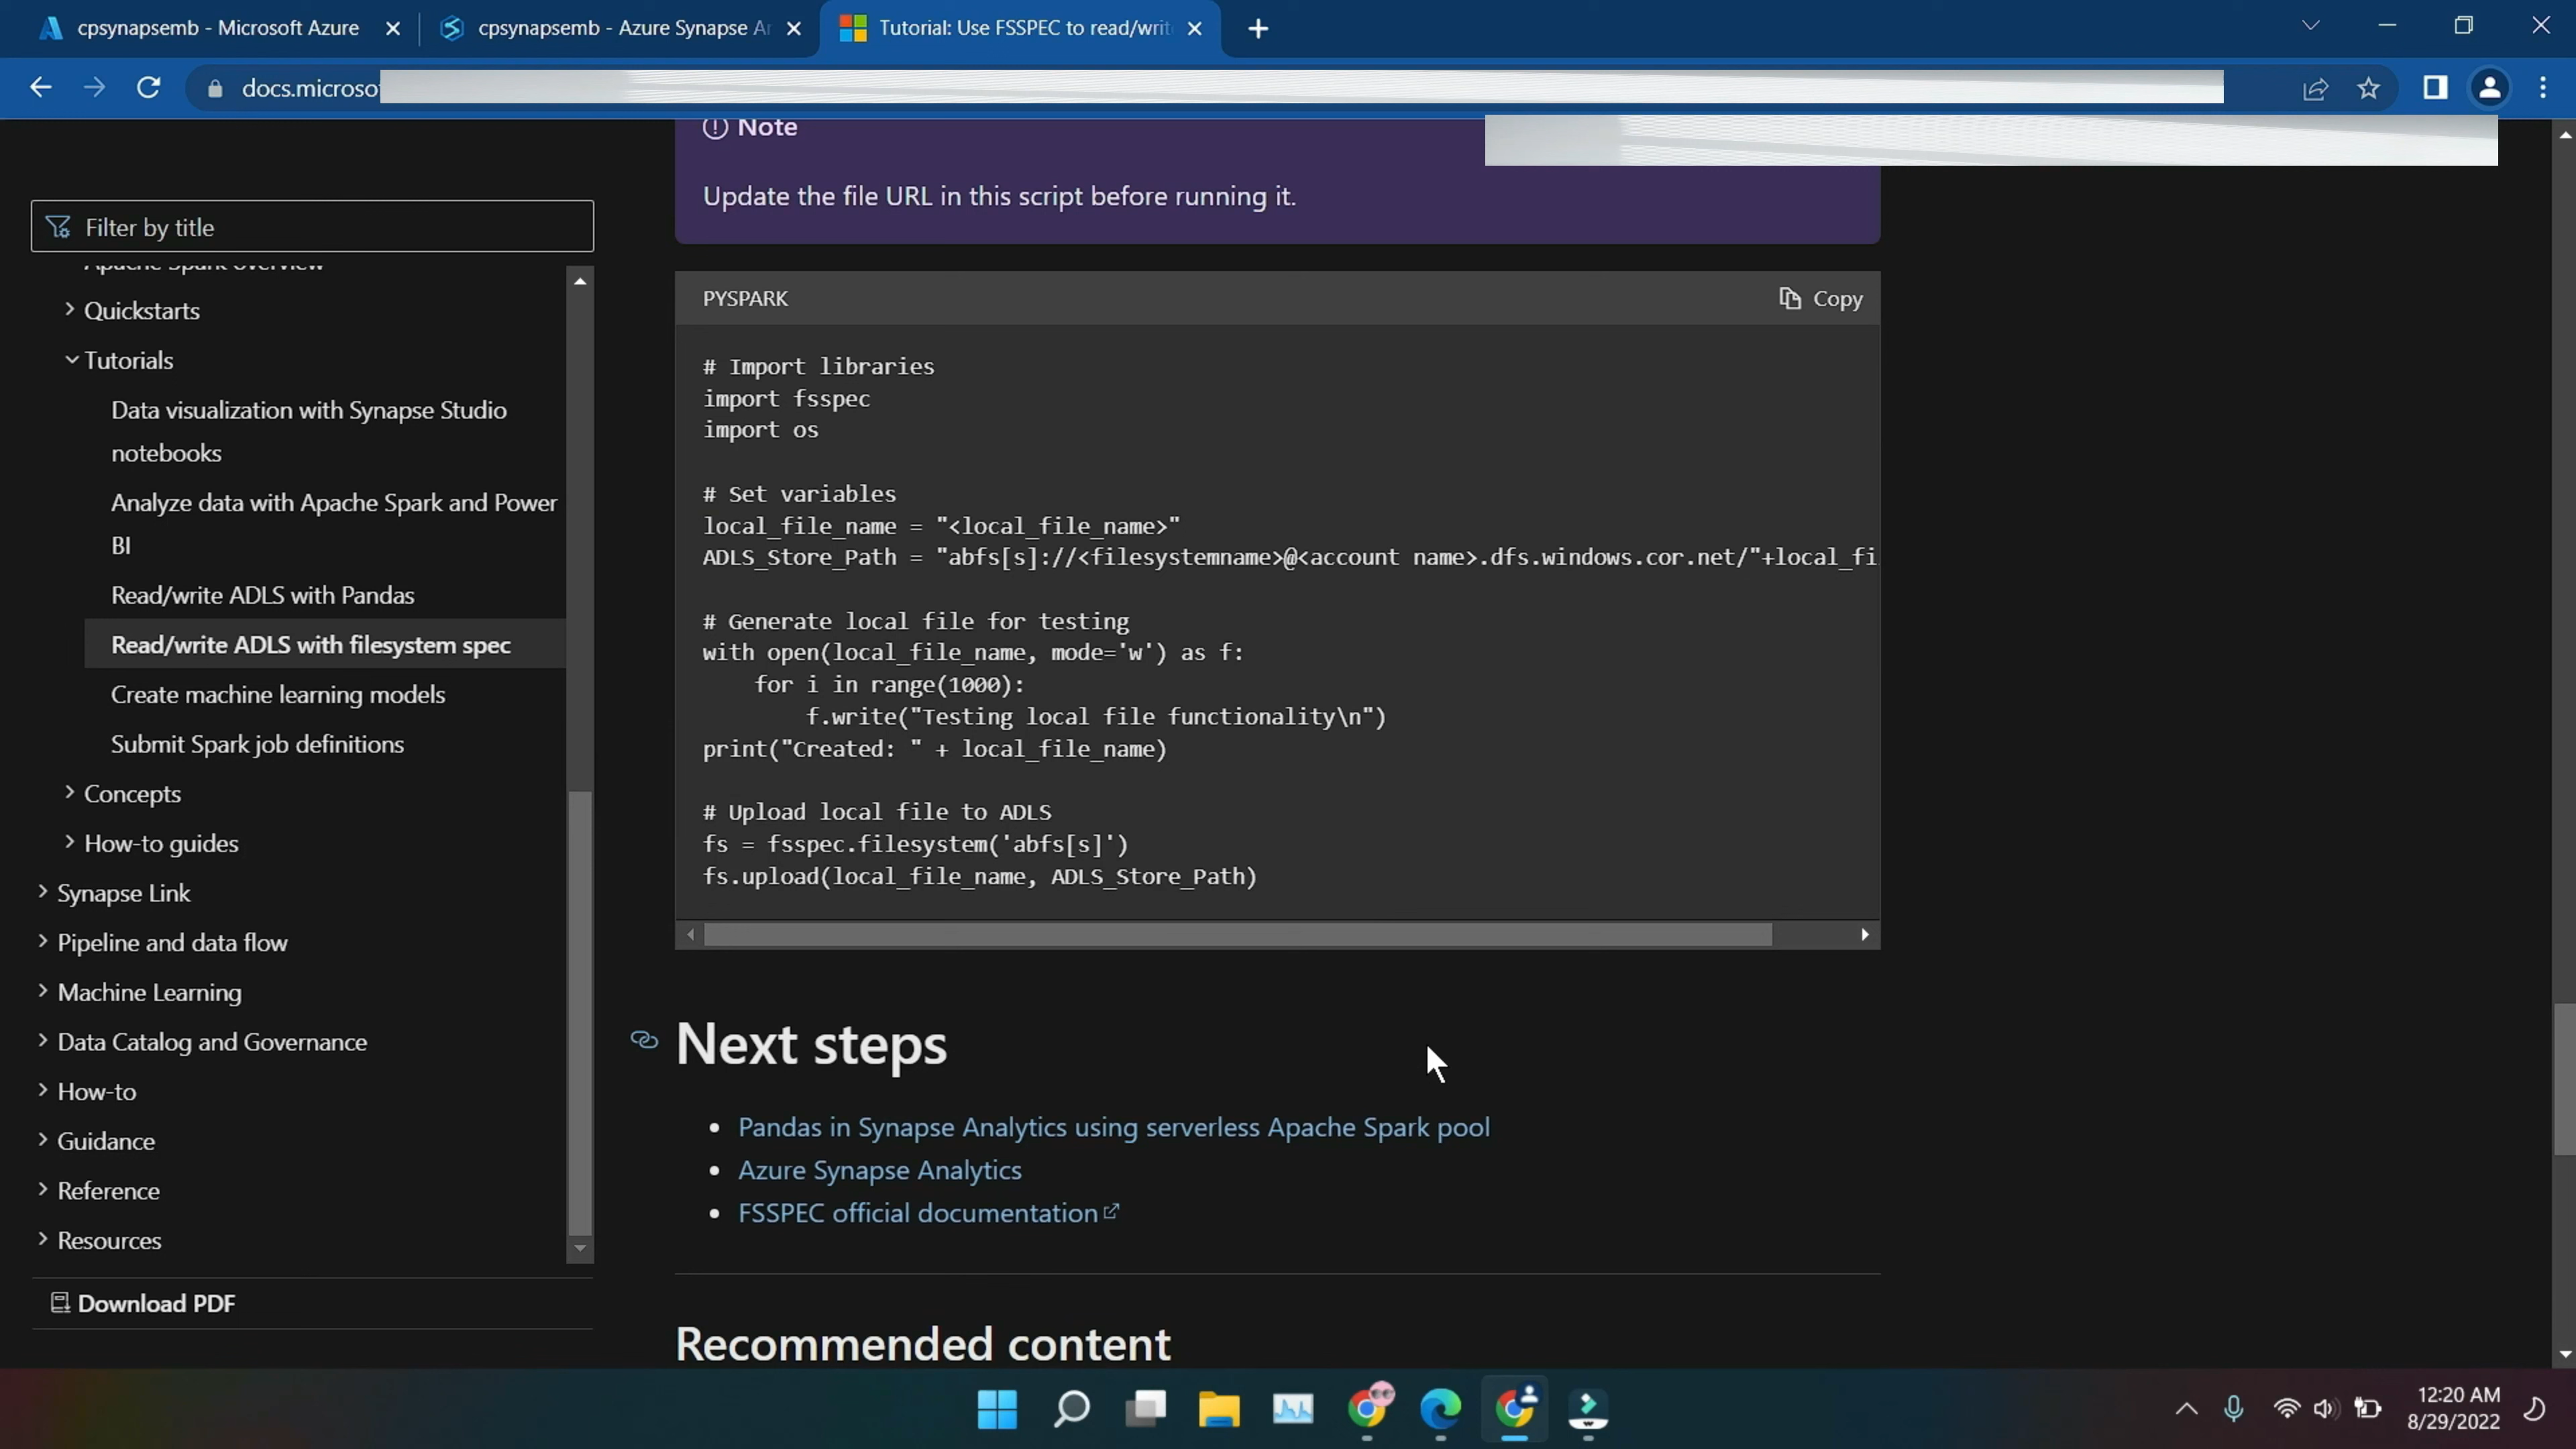 cpsynapsemb - Microsoft Azure
cpsynapsemb - Azure Synapse Ar
Tutorial: Use FSSPEC to read/writ
docs.microso
Filter by title
Apache Spark overview
Quickstarts
Tutorials
Data visualization with Synapse Studio
notebooks
Analyze data with Apache Spark and Power
BI
Read/write ADLS with Pandas
Read/write ADLS with filesystem spec
Create machine learning models
Submit Spark job definitions
Concepts
How-to guides
Synapse Link
Pipeline and data flow
Machine Learning
Data Catalog and Governance
How-to
Guidance
Reference
Resources
Download PDF
Note
Update the file URL in this script before running it.
PYSPARK
Copy
# Import libraries
import fsspec
import os
# Set variables
local_file_name = "<local_file_name>"
ADLS_Store_Path = "abfs[s]://<filesystemname>@<account name>.dfs.windows.cor.net/"+local_fi
# Generate local file for testing
with open(local_file_name, mode='w') as f:
for i in range(1000):
f.write("Testing local file functionality\n")
print("Created: " + local_file_name)
# Upload local file to ADLS
fs = fsspec.filesystem('abfs[s]')
fs.upload(local_file_name, ADLS_Store_Path)
Next steps
Pandas in Synapse Analytics using serverless Apache Spark pool
Azure Synapse Analytics
FSSPEC official documentation
Recommended content
12:20 AM
8/29/2022